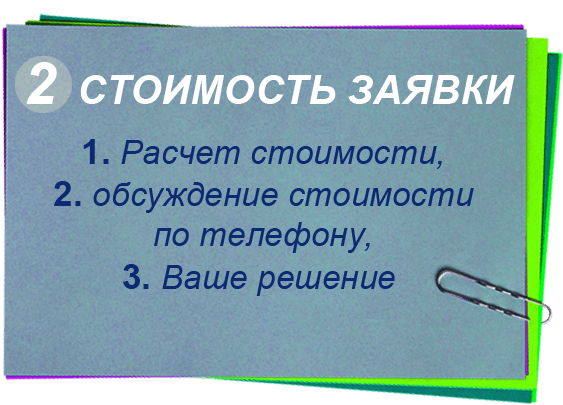 2 СТОИМОСТЬ ЗАЯВКИ
1. Расчет стоимости,
2. обсуждение стоимости
по телефону,
3. Ваше решение